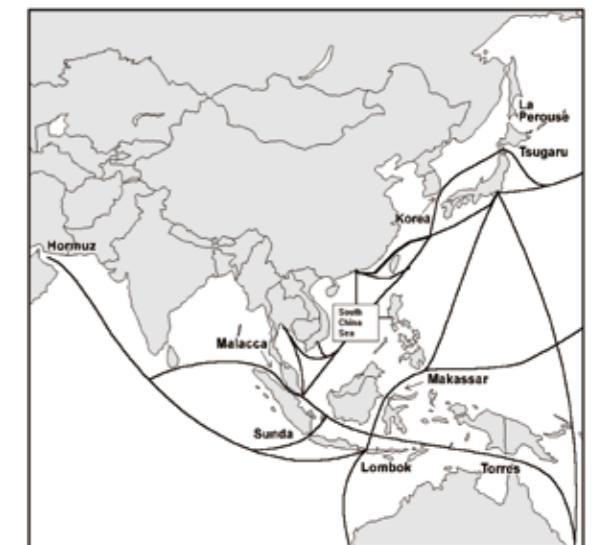 La
Perouse
Tsugaru
Korea
Hormuz
South
China
Sea
Malacca
Makassar
Sunda
Lombok
Torres